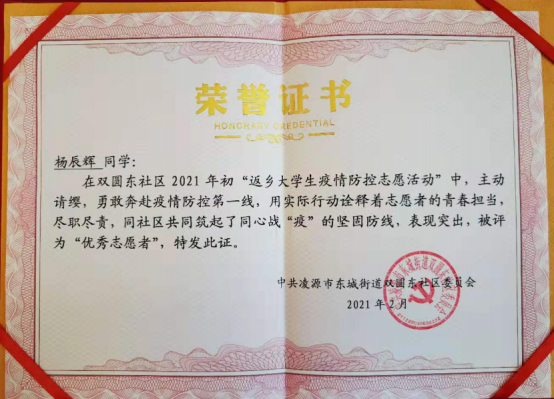 荣誉证书
HONORARY CREDENTIAL
杨辰辉 同学:
在双圆东社区 2021 年初“返乡大学生疫情防控志愿活动”中，主动
请缨，勇敢奔赴疫情防控第一线，用实际行动诠释着志愿者的青春担当，
尽职尽责，同社区共同筑起了同心战“疫”的坚固防线，表现突出，被评
为“优秀志愿者”，特发此证。
中共凌源市东城街道双圆东社区委员会
2021 年 2 月